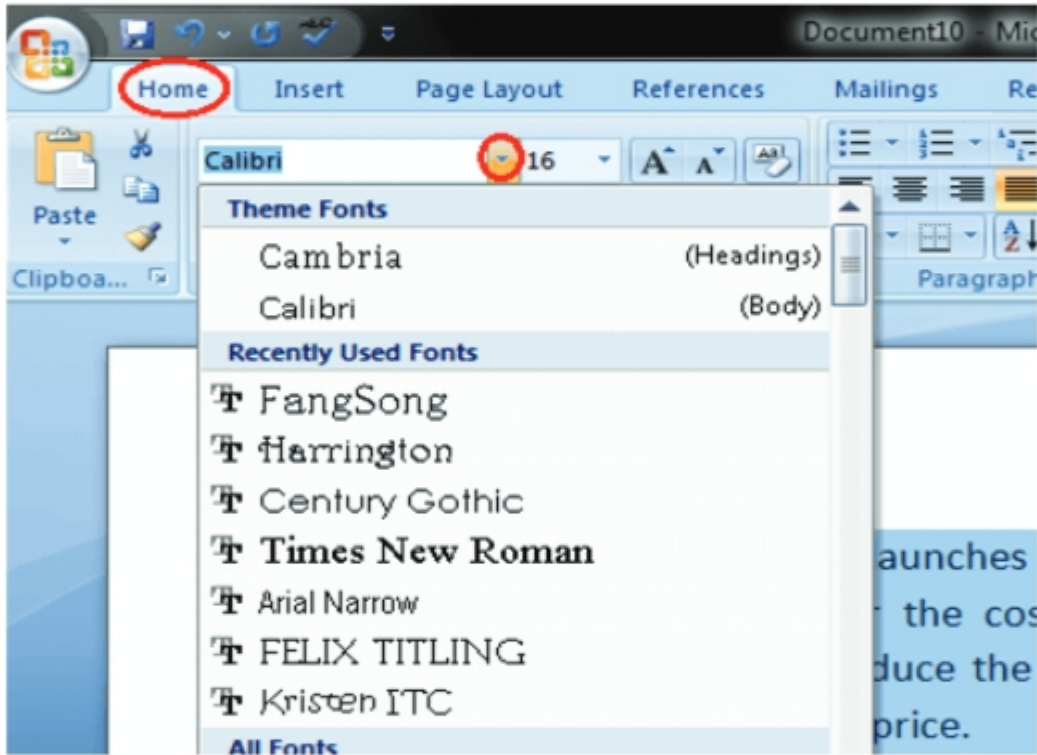 Document10 - Mic
Home Insert Page Layout References Mailings Re
Calibri 16
Paste
Clipboa...
Paragraph
Theme Fonts
Cambria (Headings)
Calibri (Body)
Recently Used Fonts
FangSong
Harrington
Century Gothic
Times New Roman
Arial Narrow
FELIX TITLING
Kristen ITC
All Fonts
aunches
r the cos
duce the
price.